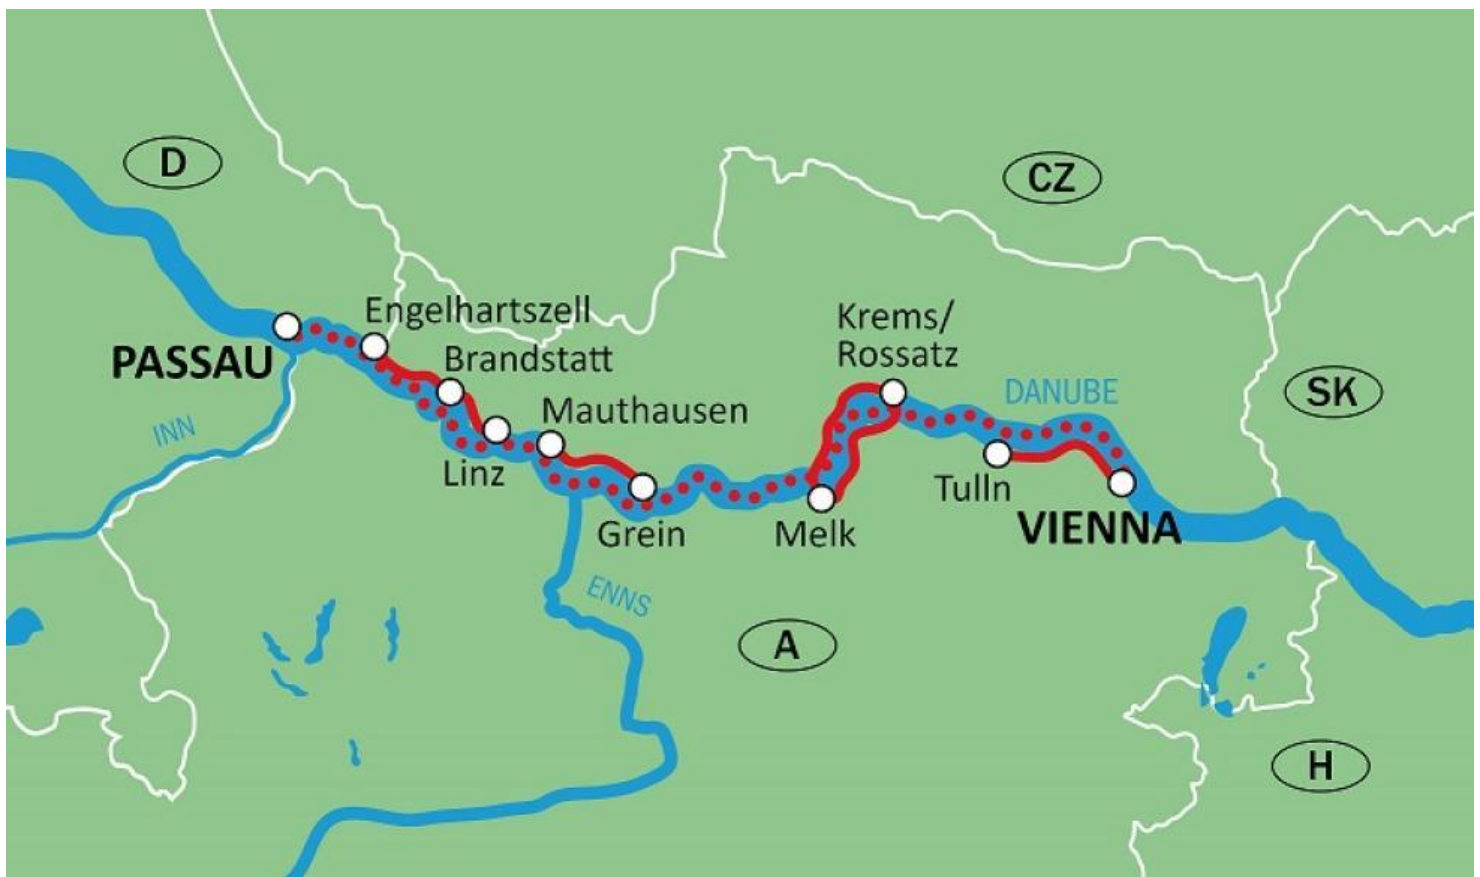 D
CZ
Engelhartszell
PASSAU
Brandstatt
Krems/
Rossatz
DANUBE
SK
INN
Mauthausen
Linz
Tulln
Grein
Melk
VIENNA
ENNS
A
H